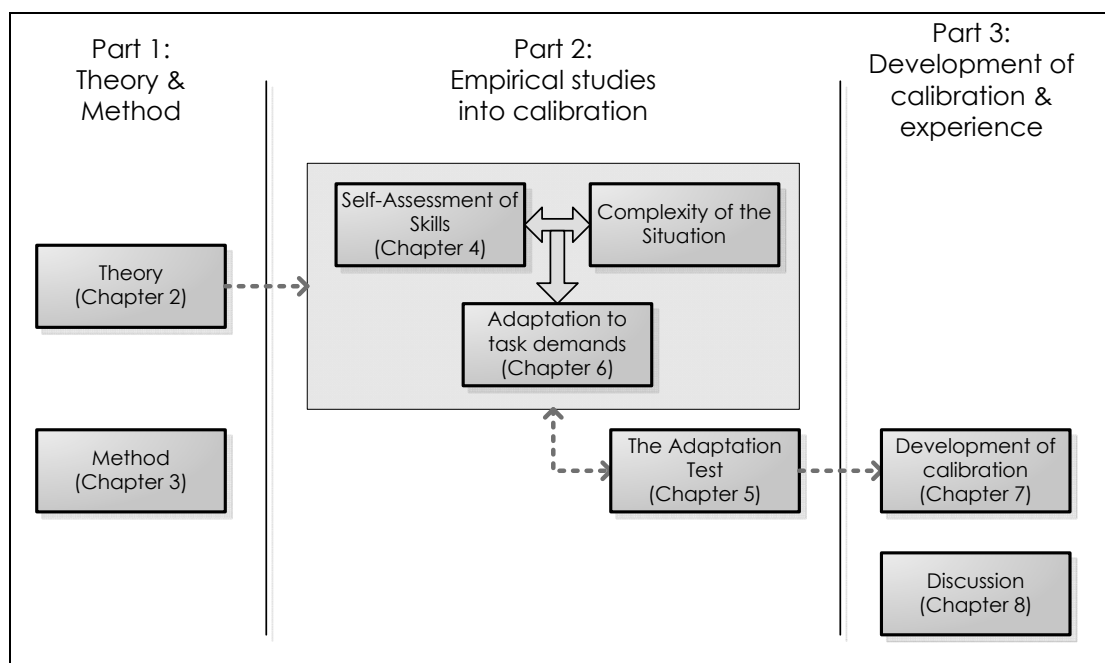 Part 1:
Theory &
Method
Theory
(Chapter 2)
Method
(Chapter 3)
Part 2:
Empirical studies
into calibration
Self-Assessment of
Skills
(Chapter 4)
Complexity of the
Situation
Adaptation to
task demands
(Chapter 6)
The Adaptation
Test
(Chapter 5)
Part 3:
Development of
calibration &
experience
Development of
calibration
(Chapter 7)
Discussion
(Chapter 8)